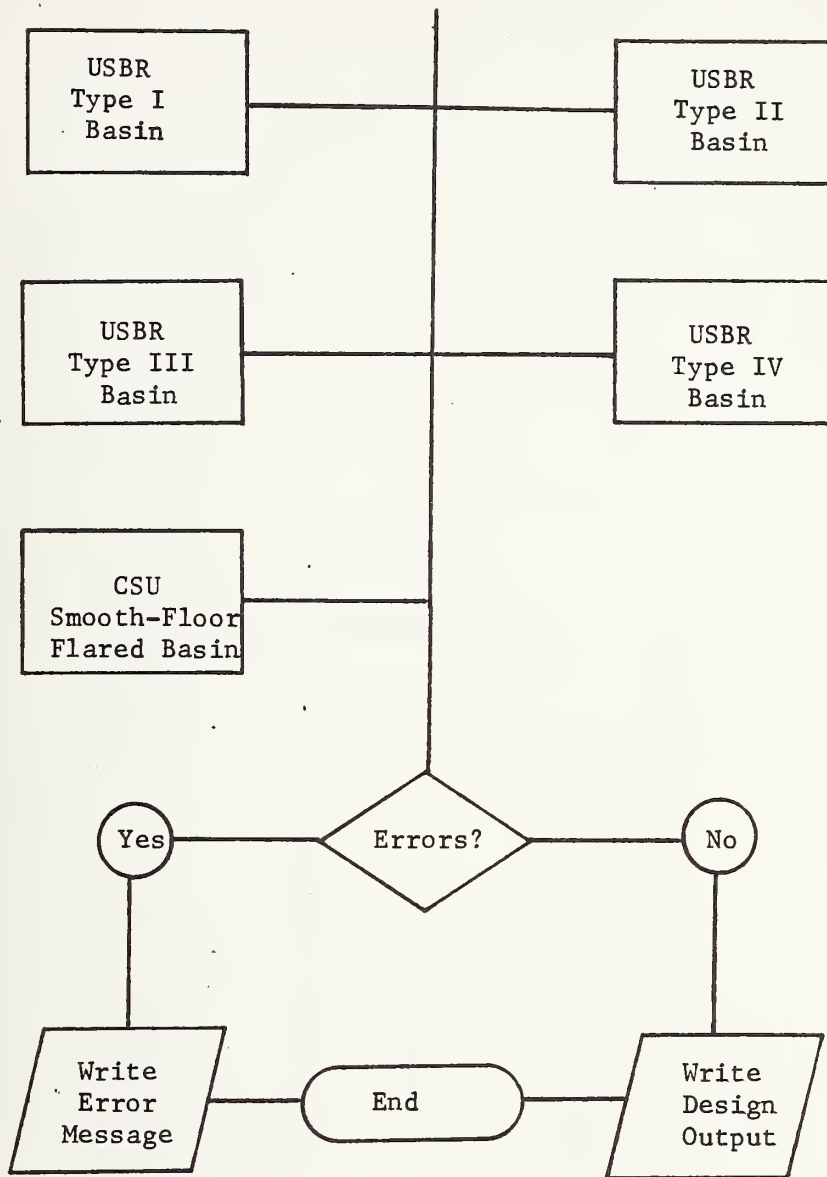 USBR
Type I
Basin
USBR
Type II
Basin
USBR
Type III
Basin
USBR
Type IV
Basin
CSU
Smooth-Floor
Flared Basin
Yes
Errors?
No
Write
Error
Message
End
Write
Design
Output